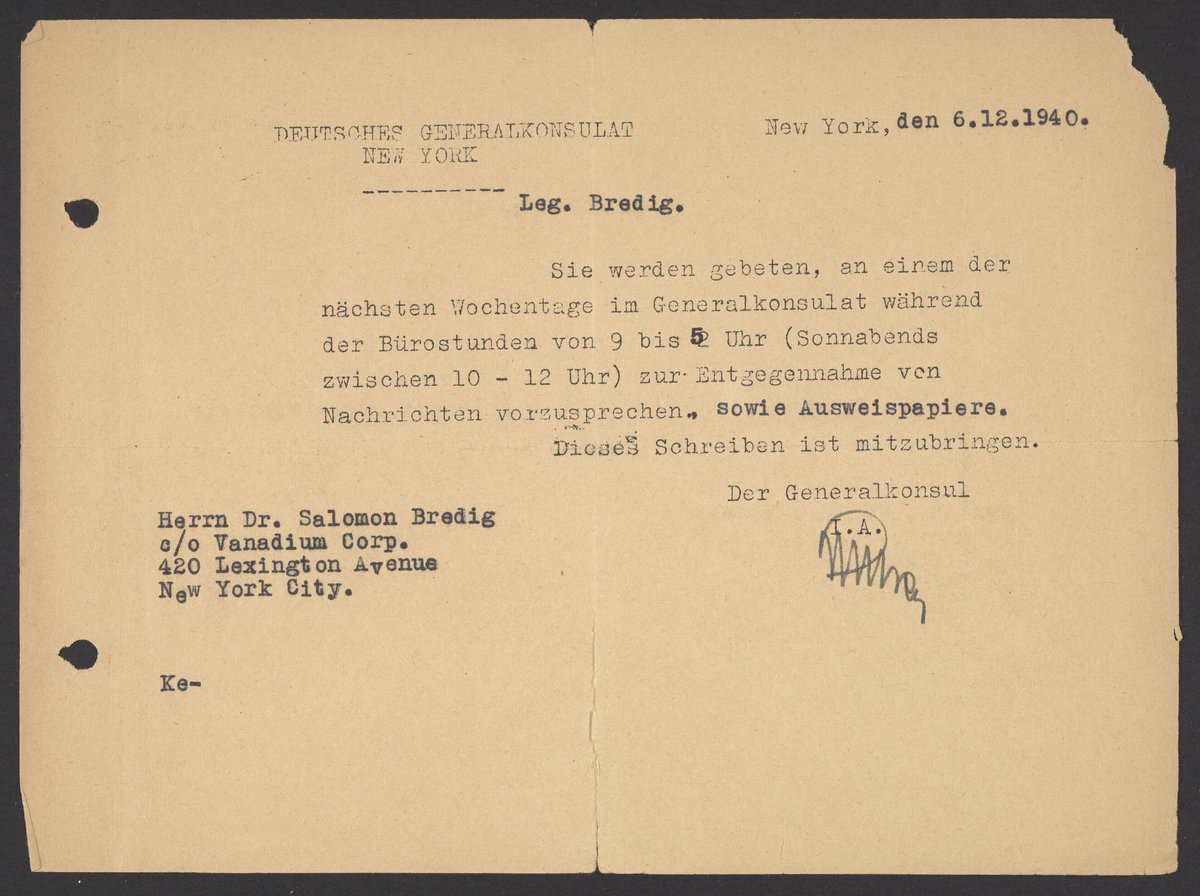 DEUTSCHES GENERALKONSULAT
NEW YORK
New York, den 6.12.1940.
----------
Leg. Bredig.
Sie werden gebeten, an einem der
nächsten Wochentage im Generalkonsulat während
der Bürostunden von 9 bis 5 Uhr (Sonnabends
zwischen 10 - 12 Uhr) zur Entgegennahme von
Nachrichten vorzusprechen., sowie Ausweispapiere.
Dieses Schreiben ist mitzubringen.
Der Generalkonsul
I.A.
Herrn Dr. Salomon Bredig
c/o Vanadium Corp.
420 Lexington Avenue
New York City.
Ke-